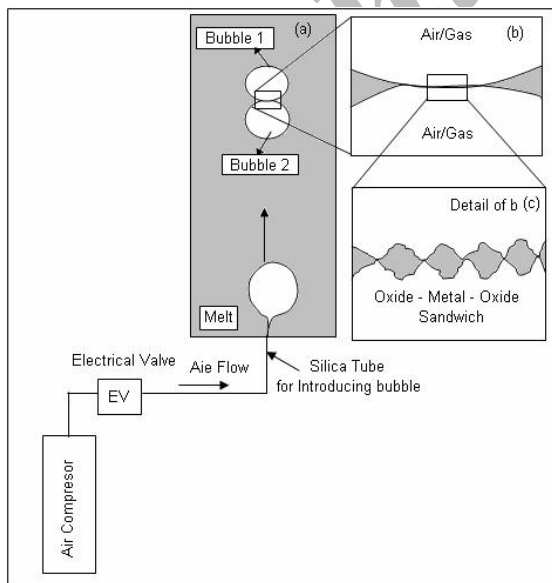 (a)
Bubble 1
Bubble 2
Melt
Air/Gas
(b)
Air/Gas
Detail of b (c)
Oxide - Metal - Oxide
Sandwich
Electrical Valve
Aie Flow
EV
Silica Tube
for Introducing bubble
Air Compresor